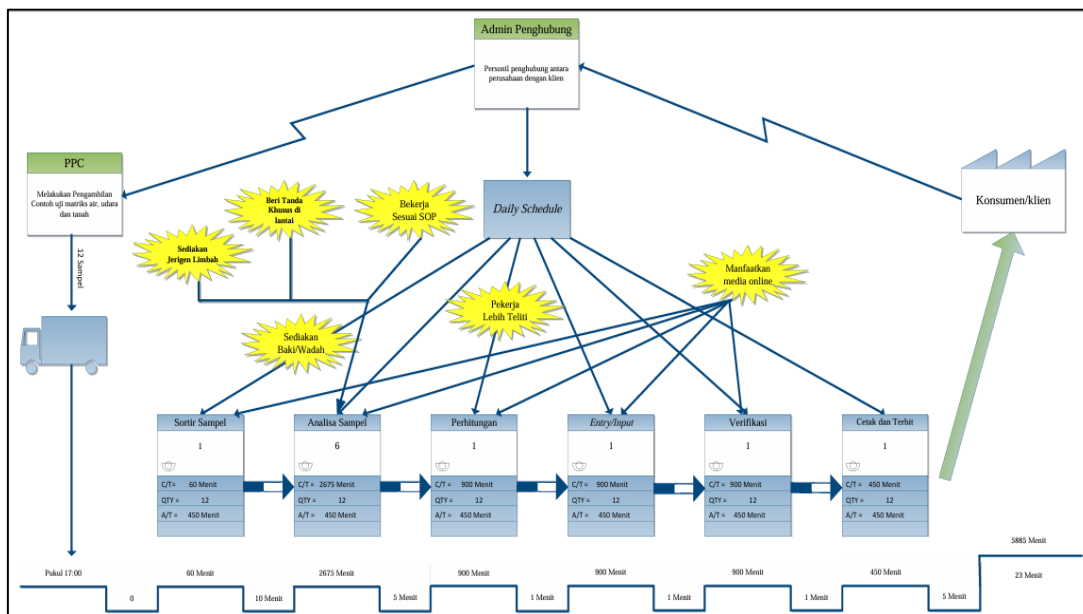 Admin Penghubung
Personil penghubung antara
perusahaan dengan klien
PPC
Melakukan Pengambilan
Contoh uji matriks air, udara
dan tanah
12 Sampel
Daily Schedule
Konsumen/klien
Beri Tanda
Khusus di
lantai
Bekerja
Sesuai SOP
Sediakan
Jerigen Limbah
Manfaatkan
media online
Pekerja
Lebih Teliti
Sediakan
Baki/Wadah
Sortir Sampel
1
C/T= 60 Menit
QTY = 12
A/T = 450 Menit
Analisa Sampel
6
C/T= 2675 Menit
QTY = 12
A/T = 450 Menit
Perhitungan
1
C/T= 900 Menit
QTY = 12
A/T = 450 Menit
Entry/Input
1
C/T= 900 Menit
QTY = 12
A/T = 450 Menit
Verifikasi
1
C/T= 900 Menit
QTY = 12
A/T= 450 Menit
Cetak dan Terbit
1
C/T= 450 Menit
QTY = 12
A/T = 450 Menit
Pukul 17:00
60 Menit
2675 Menit
900 Menit
900 Menit
900 Menit
450 Menit
5885 Menit
23 Menit
0
10 Menit
5 Menit
1 Menit
1 Menit
1 Menit
5 Menit